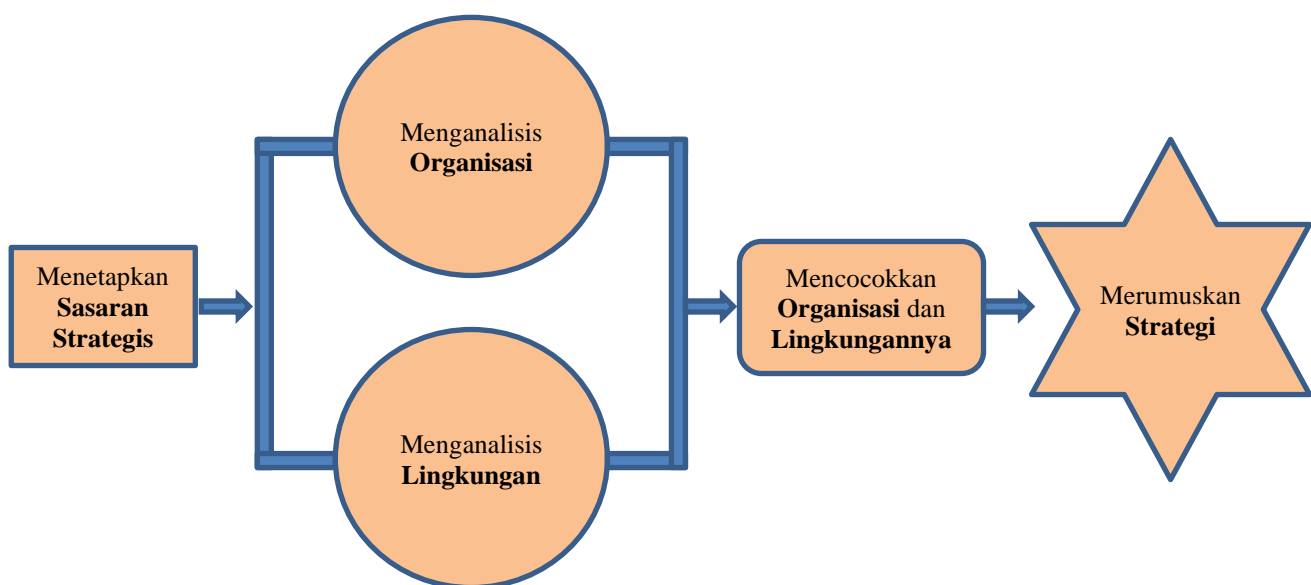 Menetapkan
Sasaran
Strategis
Menganalisis
Organisasi
Menganalisis
Lingkungan
Mencocokkan
Organisasi dan
Lingkungannya
Merumuskan
Strategi